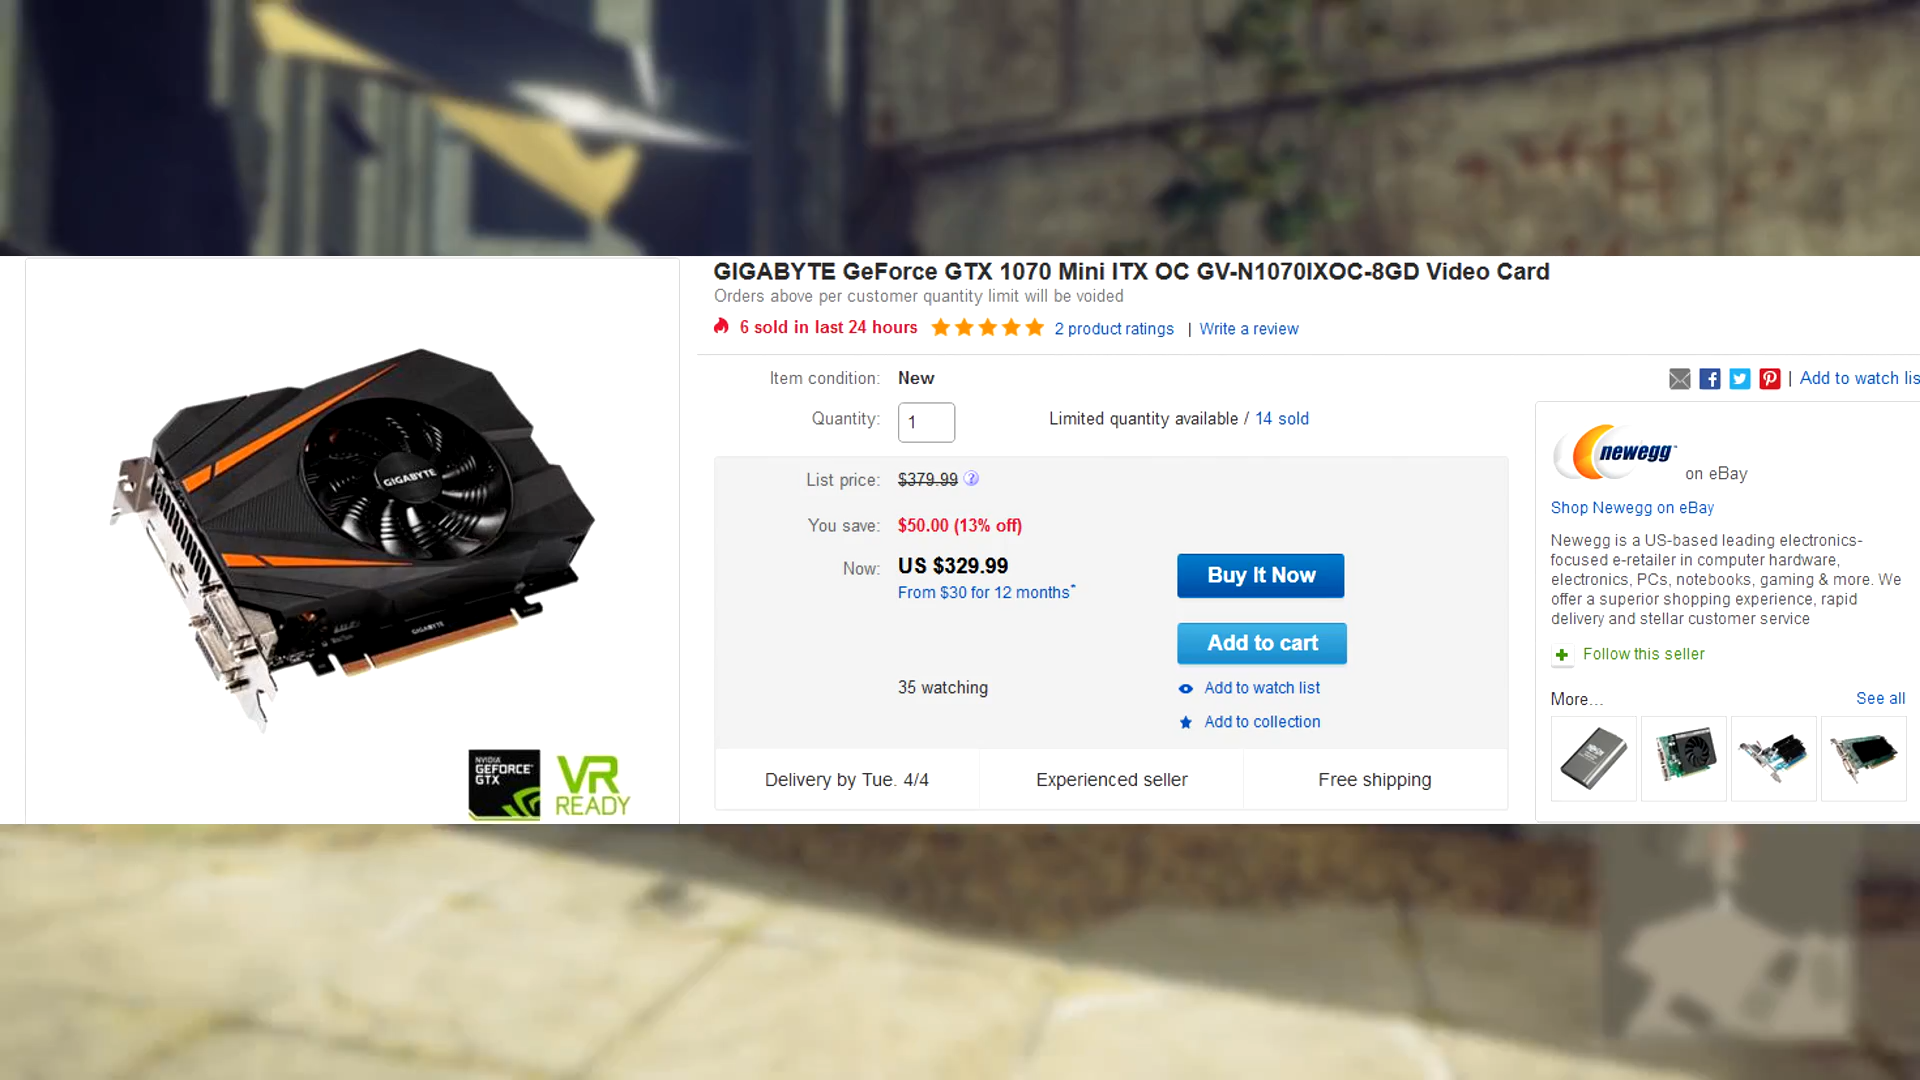 GIGABYTE GeForce GTX 1070 Mini ITX OC GV-N1070IXOC-8GD Video Card
Orders above per customer quantity limit will be voided
6 sold in last 24 hours 2 product ratings | Write a review
Item condition: New
| Add to watch lis
Quantity: 1 Limited quantity available / 14 sold
List price: $379.99 ?
You save: $50.00 (13% off)
Now: US $329.99
From $30 for 12 months*
Buy It Now
Add to cart
35 watching
Add to watch list
Add to collection
Delivery by Tue. 4/4 Experienced seller Free shipping
newegg™ on eBay
Shop Newegg on eBay
Newegg is a US-based leading electronics-
focused e-retailer in computer hardware,
electronics, PCs, notebooks, gaming & more. We
offer a superior shopping experience, rapid
delivery and stellar customer service
Follow this seller
More... See all
GIGABYTE
GIGABYTE
NVIDIA
GEFORCE
GTX
VR
READY